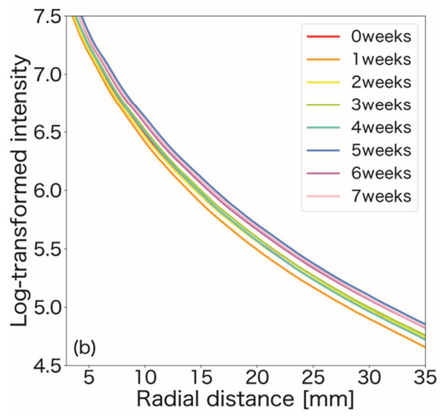 7.5
7.0
6.5
6.0
5.5
5.0
4.5
Log-transformed intensity
0weeks
1weeks
2weeks
3weeks
4weeks
5weeks
6weeks
7weeks
(b)
5 10 15 20 25 30 35
Radial distance [mm]